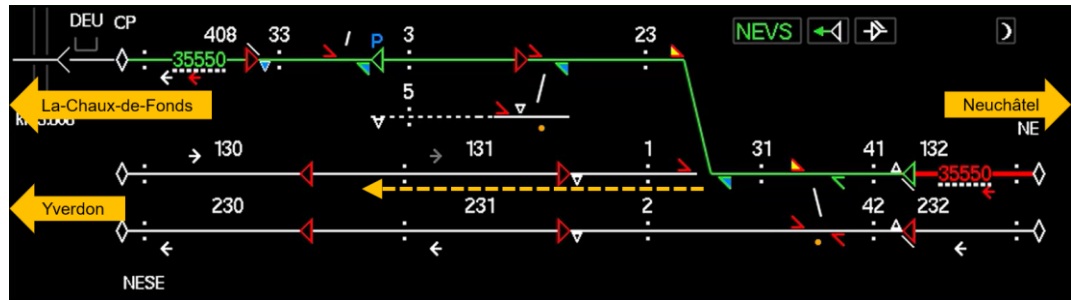 DEU CP
408 33 / P 3 23 NEVS
35550
La-Chaux-de-Fonds
Neuchâtel
5
NE
130 131 1 31 41 132
35550
Yverdon
230 231 2 42 232
NESE